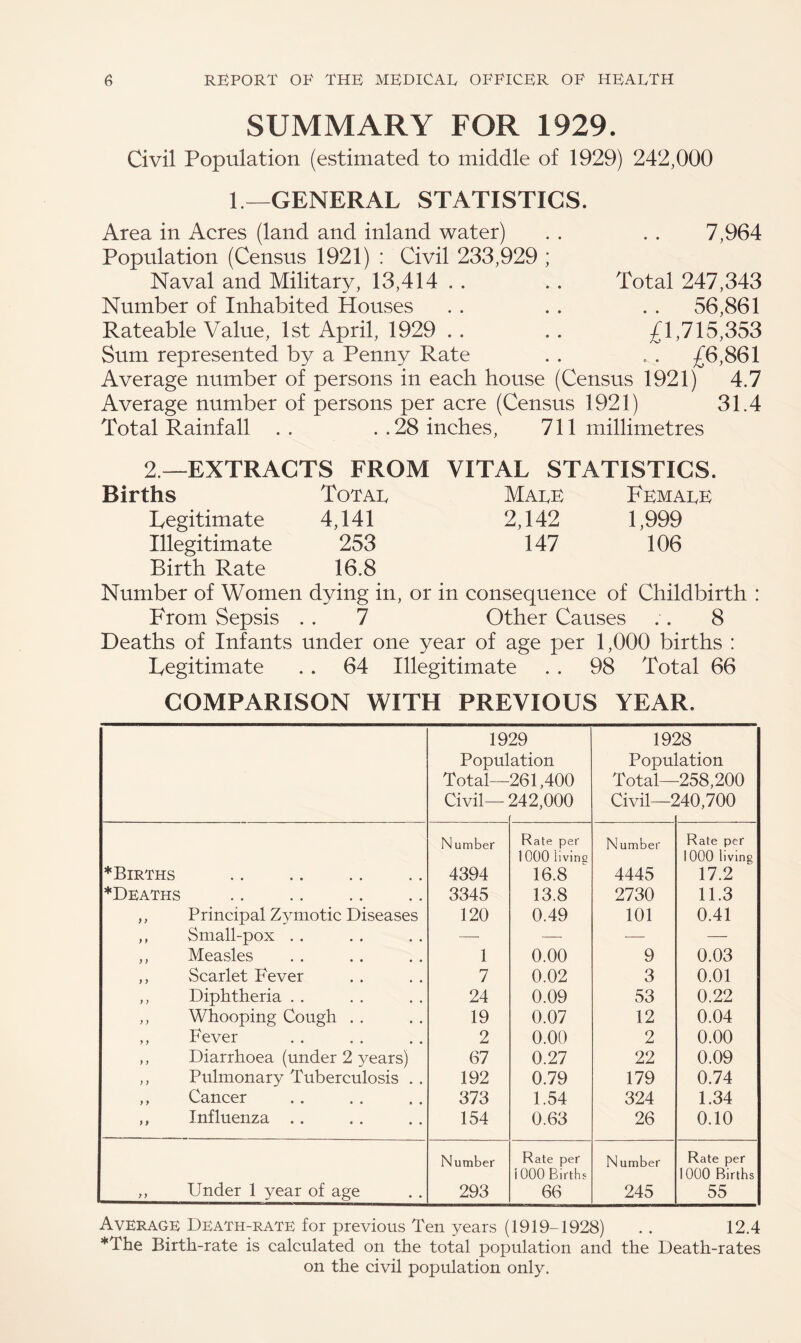 6 REPORT OF THE MEDICAL OFFICER OF HEALTH
SUMMARY FOR 1929.
Civil Population (estimated to middle of 1929) 242,000
1.—GENERAL STATISTICS.
Area in Acres (land and inland water) . . . . 7,964
Population (Census 1921) : Civil 233,929 ;
Naval and Military, 13,414 . . . . Total 247,343
Number of Inhabited Houses . . . . . . 56,861
Rateable Value, 1st April, 1929 . . . . £1,715,353
Sum represented by a Penny Rate . . . . £6,861
Average number of persons in each house (Census 1921) 4.7
Average number of persons per acre (Census 1921) 31.4
Total Rainfall . . . . 28 inches, 711 millimetres
2.—EXTRACTS FROM VITAL STATISTICS.
Births Total Male Female
Legitimate 4,141 2,142 1,999
Illegitimate 253 147 106
Birth Rate 16.8
Number of Women dying in, or in consequence of Childbirth :
From Sepsis . . 7 Other Causes . . 8
Deaths of Infants under one year of age per 1,000 births :
Legitimate . . 64 Illegitimate . . 98 Total 66
COMPARISON WITH PREVIOUS YEAR.
1929 1928
Population Population
Total—261,400 Total—258,200
Civil—242,000 Civil—240,700
Number Rate per 1000 living Number Rate per 1000 living
*Births . . . . . . . . 4394 16.8 4445 17.2
*Deaths . . . . . . . . 3345 13.8 2730 11.3
,, Principal Zymotic Diseases 120 0.49 101 0.41
,, Small-pox . . . . . . — — — —
,, Measles . . . . . . 1 0.00 9 0.03
,, Scarlet Fever . . . . 7 0.02 3 0.01
,, Diphtheria . . . . . . 24 0.09 53 0.22
,, Whooping Cough . . . . 19 0.07 12 0.04
,, Fever . . . . . . 2 0.00 2 0.00
,, Diarrhoea (under 2 years) 67 0.27 22 0.09
,, Pulmonary Tuberculosis . . 192 0.79 179 0.74
,, Cancer . . . . . . 373 1.54 324 1.34
,, Influenza . . . . . . 154 0.63 26 0.10
Number Rate per 1000 Births Number Rate per 1000 Births
,, Under 1 year of age . . 293 66 245 55
Average Death-rate for previous Ten years (1919-1928) . . 12.4
*The Birth-rate is calculated on the total population and the Death-rates
on the civil population only.